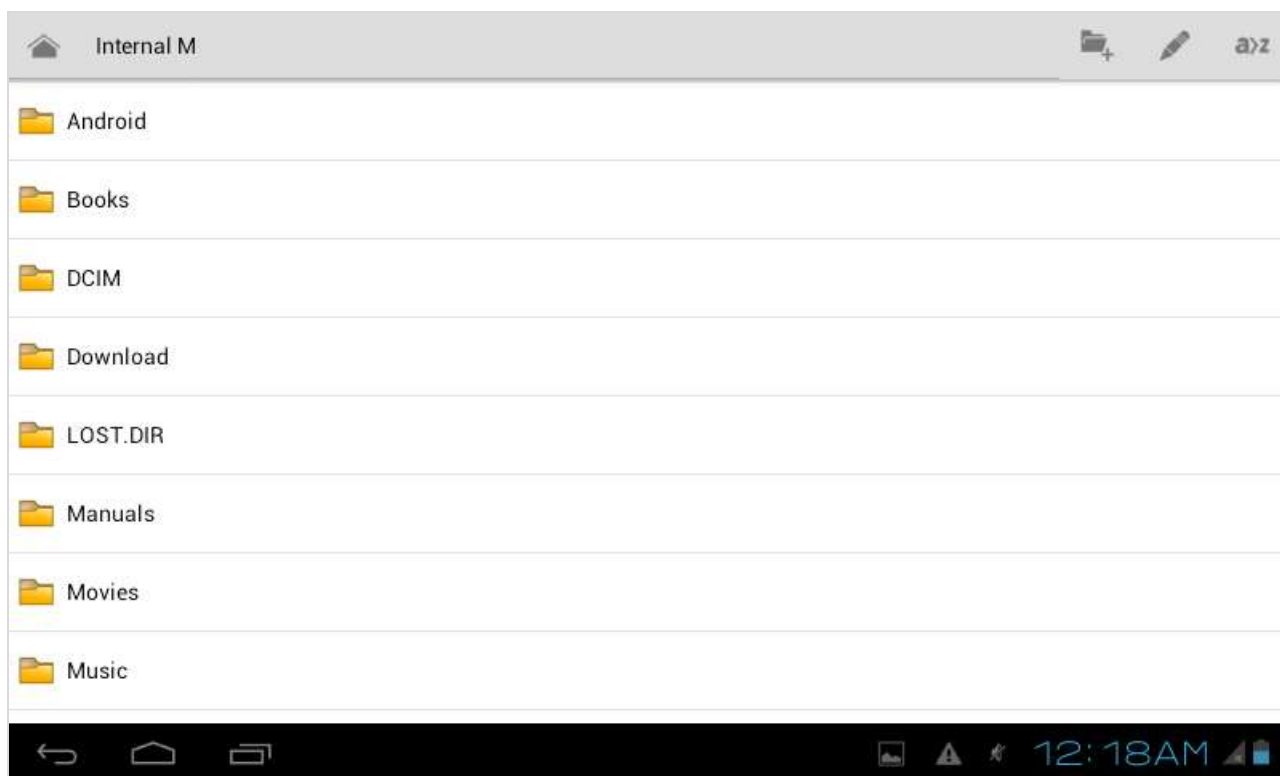 Internal M
a>z
Android
Books
DCIM
Download
LOST.DIR
Manuals
Movies
Music
12:18AM